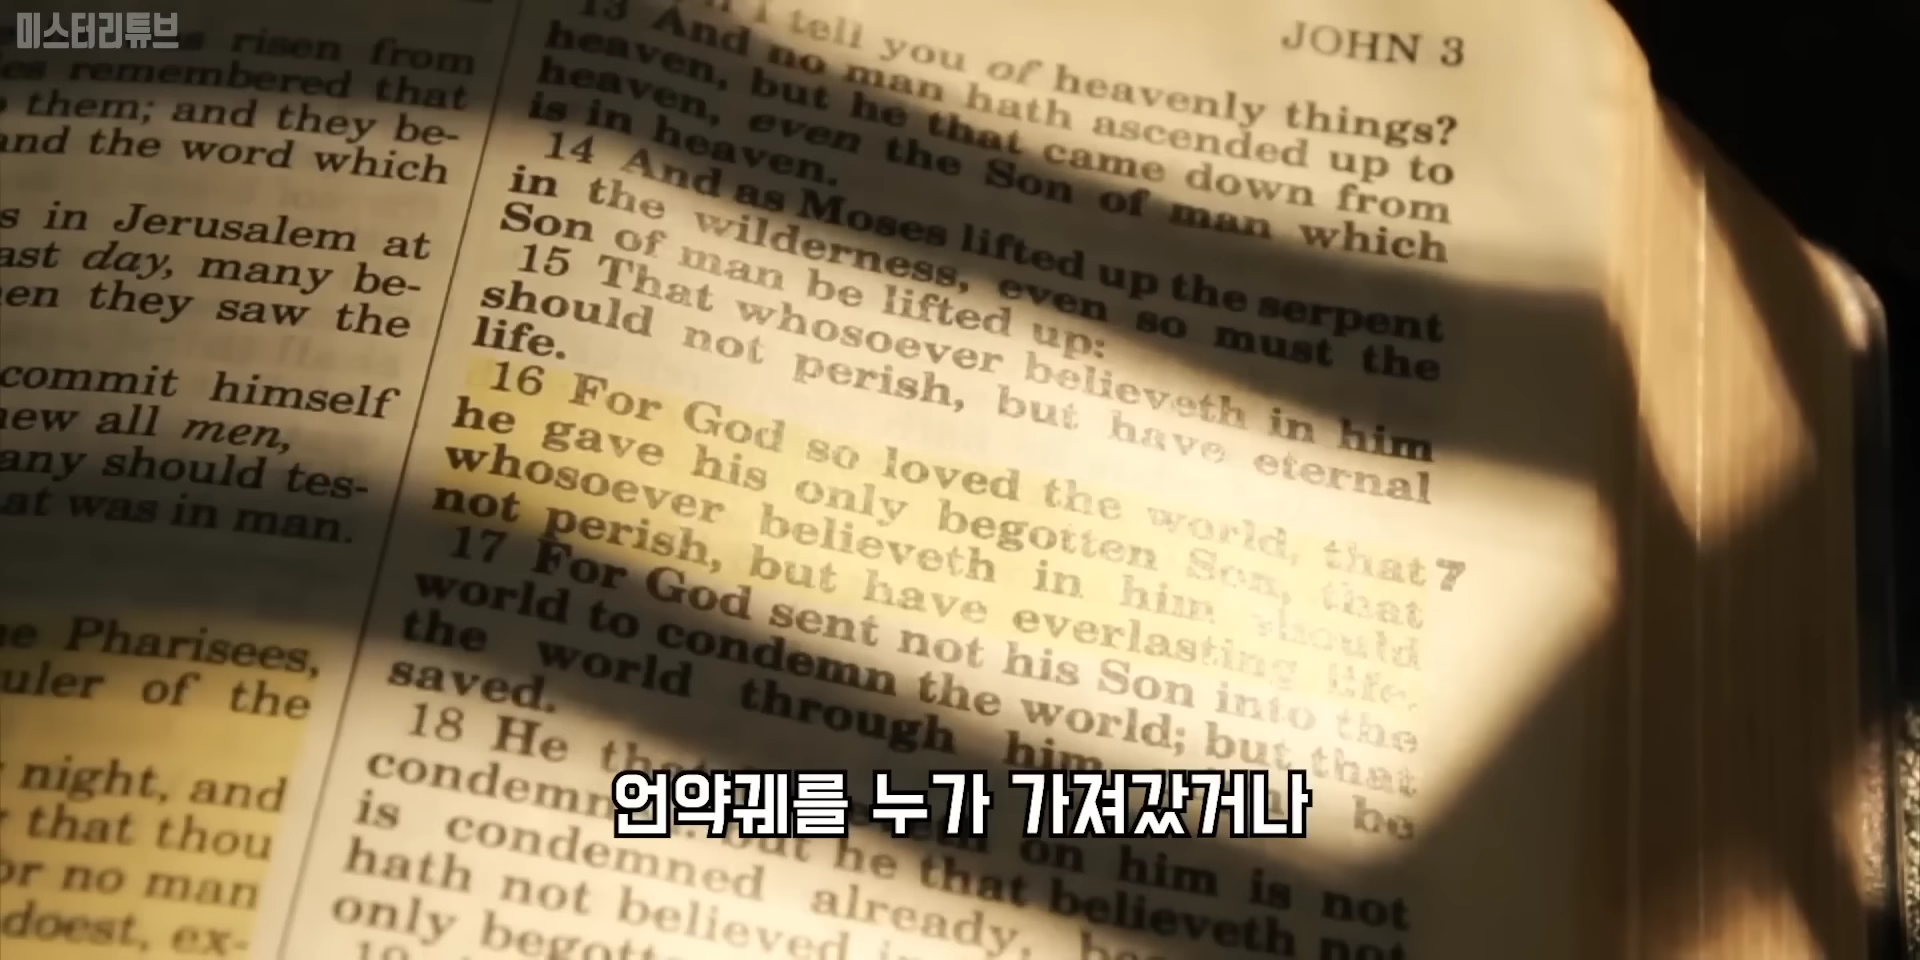 미스터리튜브
JOHN 3
risen from
remembered that
them; and they be-
and the word which
s in Jerusalem at
ast day, many be-
en they saw the
commit himself
new all men,
any should tes-
at was in man.
e Pharisees,
uler of the
night, and
that thou
or no man
doest, ex-
tell you of heavenly things?
13 And no man hath ascended up to
heaven, but he that came down from
heaven, even the Son of man which
is in heaven.
14 And as Moses lifted up the serpent
in the wilderness, even so must the
Son of man be lifted up:
15 That whosoever believeth in him
should not perish, but have eternal
life.
16 For God so loved the world, that 7
he gave his only begotten Son, that
whosoever believeth in him should
not perish, but have everlasting life.
17 For God sent not his Son into the
world to condemn the world; but that
the world through him be
saved.
18 He that on him is not
condemn but he that believeth not
is condemned already,
hath not believed
only begott
언약궤를 누가 가져갔거나